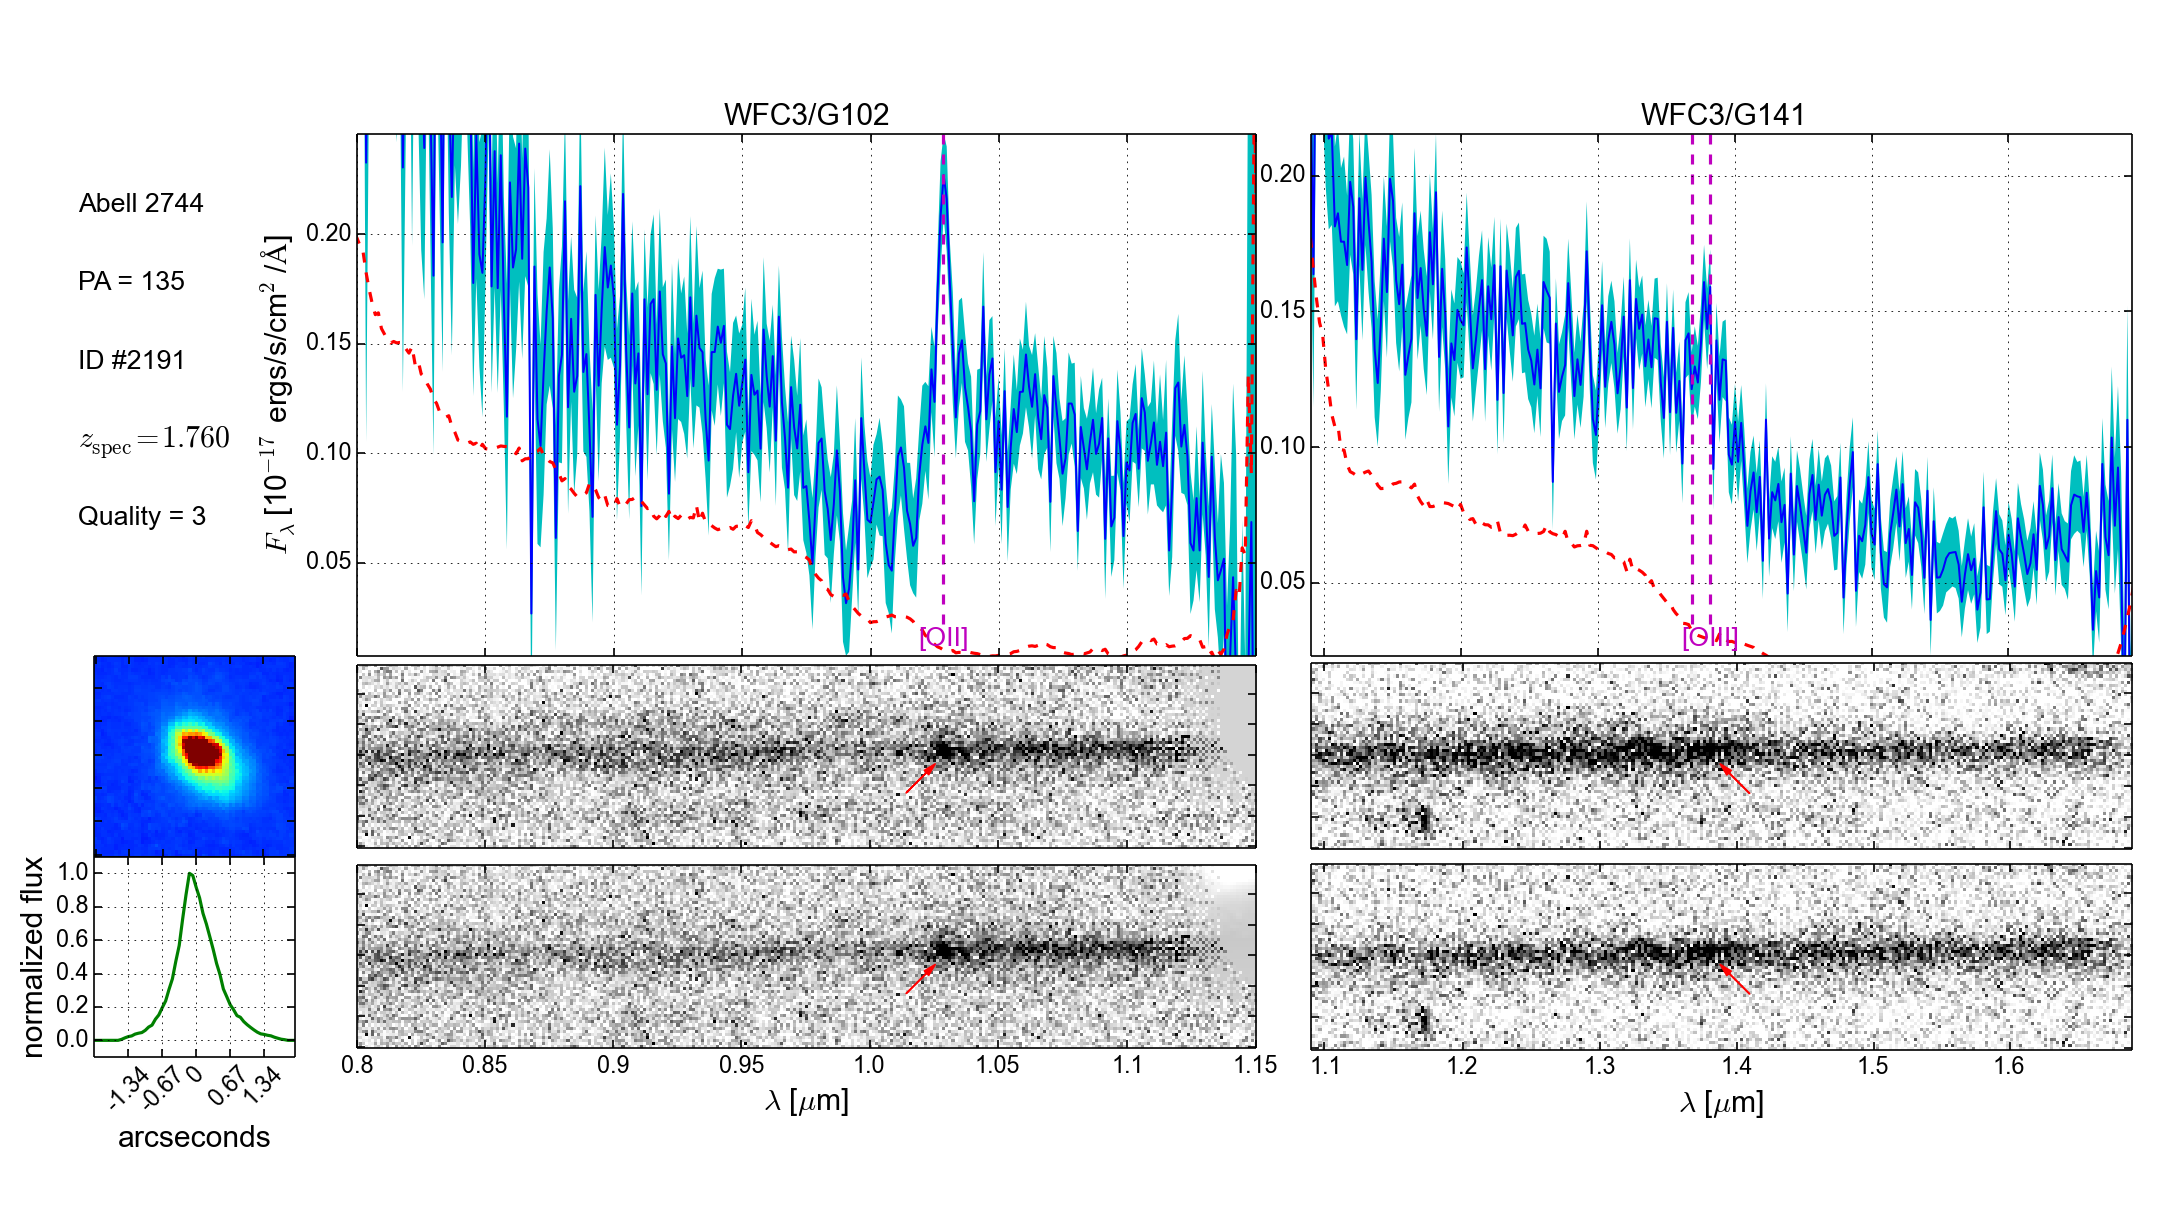 WFC3/G102
WFC3/G141
Abell 2744
PA = 135
ID #2191
z_spec = 1.760
Quality = 3
F_λ [10⁻¹⁷ ergs/s/cm² /Å]
0.20
0.15
0.10
0.05
[OII]
0.20
0.15
0.10
0.05
[OIII]
normalized flux
1.0
0.8
0.6
0.4
0.2
0.0
-1.34
-0.67
0
0.67
1.34
arcseconds
0.8 0.85 0.9 0.95 1.0 1.05 1.1 1.15
λ [μm]
1.1 1.2 1.3 1.4 1.5 1.6
λ [μm]